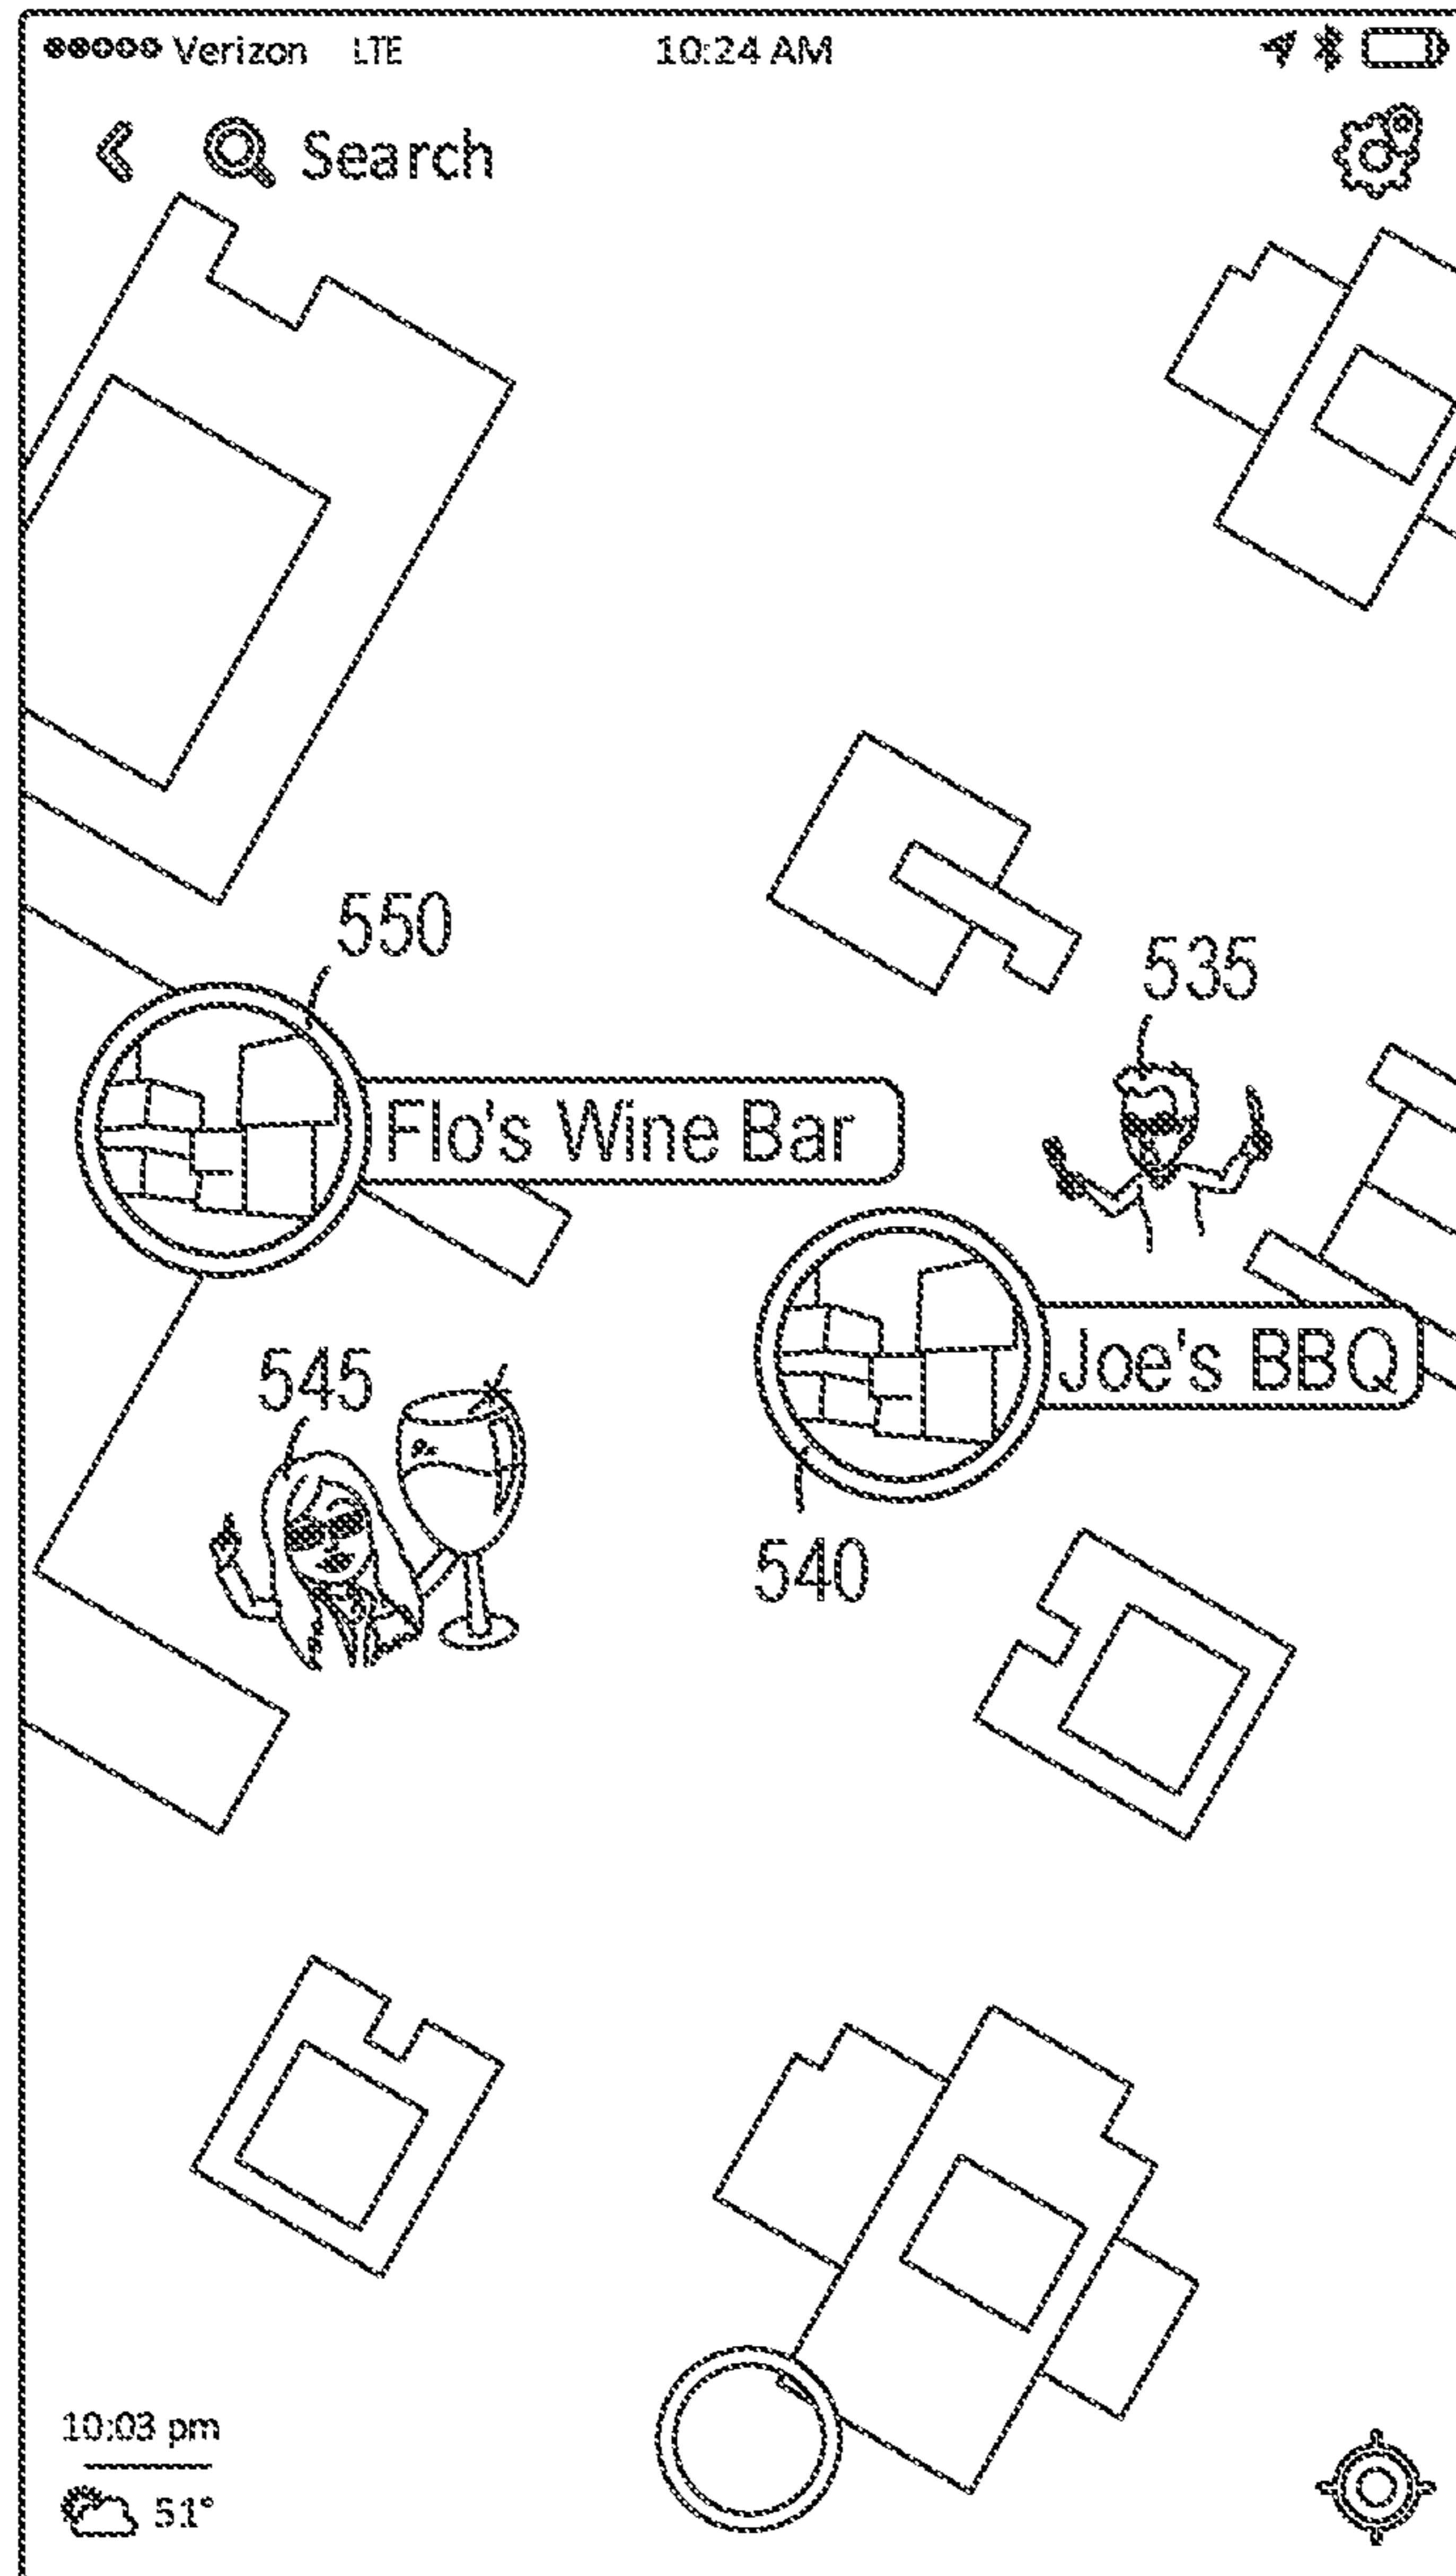 Verizon LTE 10:24 AM
Search
550
535
Flo's Wine Bar
Joe's BBQ
545
540
10:03 pm
51°